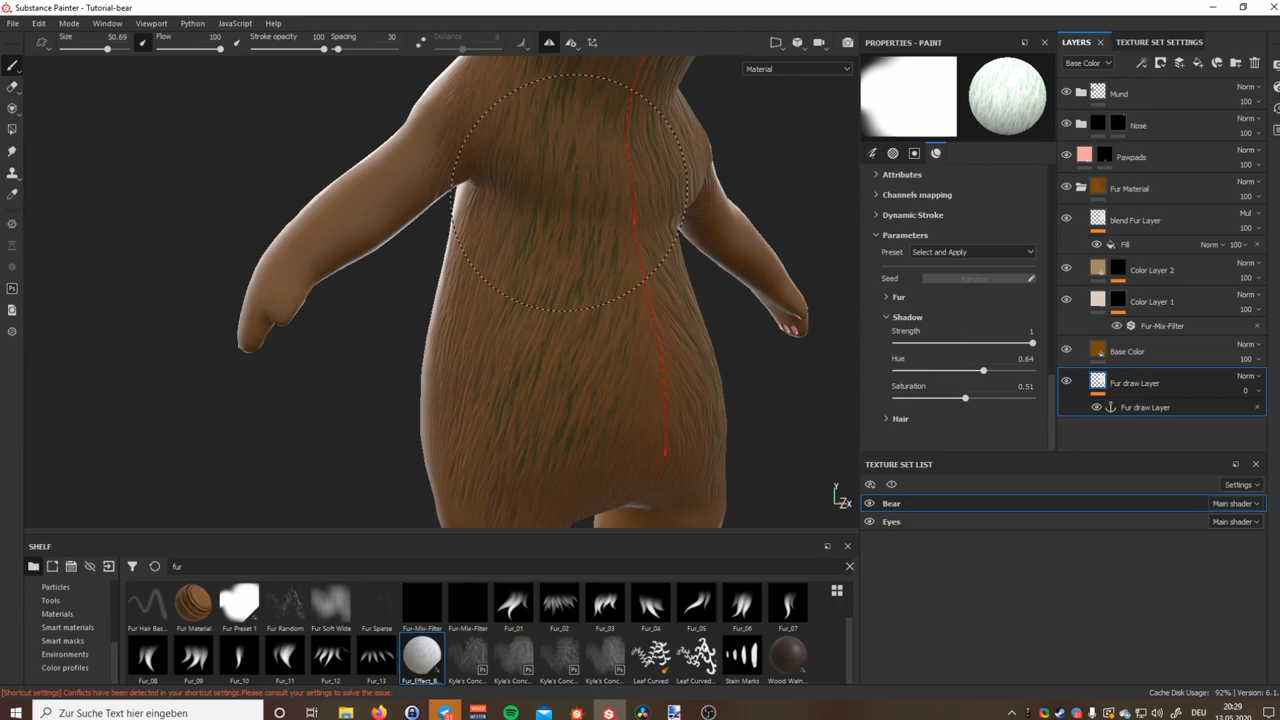 Substance Painter - Tutorial-bear
File Edit Mode Window Viewport Python JavaScript Help
Size 50.69 Flow 100 Stroke opacity 100 Spacing 30 Distance 8
Material
PROPERTIES - PAINT
Attributes
Channels mapping
Dynamic Stroke
Parameters
Preset Select and Apply
Seed Random
Fur
Shadow
Strength 1
Hue 0.64
Saturation 0.51
Hair
LAYERS TEXTURE SET SETTINGS
Base Color
Mund Norm 100
Nose Norm 100
Pawpads Norm 100
Fur Material Norm 100
blend Fur Layer Mul 100
Fill Norm 100
Color Layer 2 Norm 100
Color Layer 1 Norm 100
Fur-Mix-Filter
Base Color Norm 100
Fur draw Layer Norm 0
Fur draw Layer
TEXTURE SET LIST
Settings
Bear Main shader
Eyes Main shader
Y
Z X
SHELF
fur
Particles
Tools
Materials
Smart materials
Smart masks
Environments
Color profiles
Fur Hair Bas... Fur Material Fur Preset 1 Fur Random Fur Soft Wide Fur Sparse Fur-Mix-Filter Fur-Mix-Filter Fur_01 Fur_02 Fur_03 Fur_04 Fur_05 Fur_06 Fur_07
Fur_08 Fur_09 Fur_10 Fur_11 Fur_12 Fur_13 Fur_Effect_B... Kyle's Conc... Kyle's Conc... Kyle's Conc... Kyle's Conc... Leaf Curved Leaf Curved... Stain Marks Wood Waln...
[Shortcut settings] Conflicts have been detected in your shortcut settings.Please consult your settings to solve the issue.
Cache Disk Usage: 92% | Version: 6.1.
Zur Suche Text hier eingeben
DEU
20:29
13.05.2020